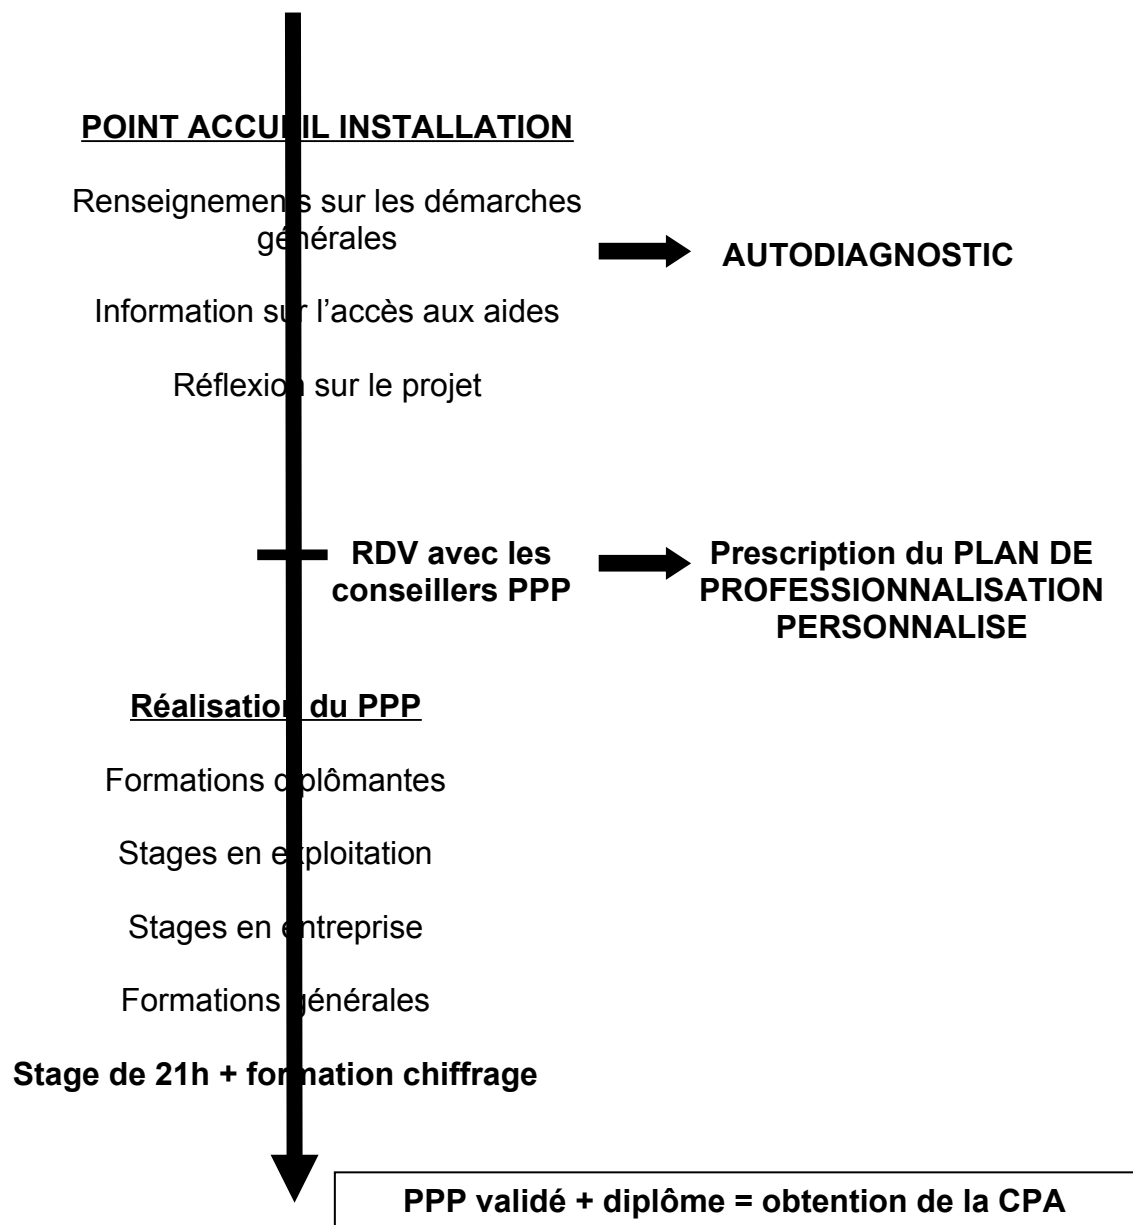 POINT ACCUEIL INSTALLATION
Renseignements sur les démarches
générales
AUTODIAGNOSTIC
Information sur l’accès aux aides
Réflexion sur le projet
RDV avec les
conseillers PPP
Prescription du PLAN DE
PROFESSIONNALISATION
PERSONNALISE
Réalisation du PPP
Formations diplômantes
Stages en exploitation
Stages en entreprise
Formations générales
Stage de 21h + formation chiffrage
PPP validé + diplôme = obtention de la CPA